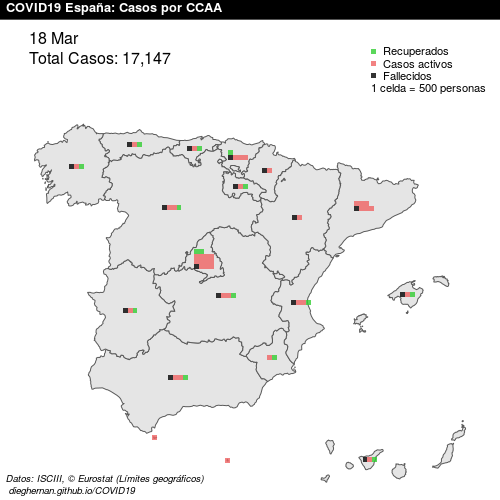 COVID19 España: Casos por CCAA
18 Mar
Total Casos: 17,147
Recuperados
Casos activos
Fallecidos
1 celda = 500 personas
Datos: ISCIII, © Eurostat (Límites geográficos)
dieghernan.github.io/COVID19